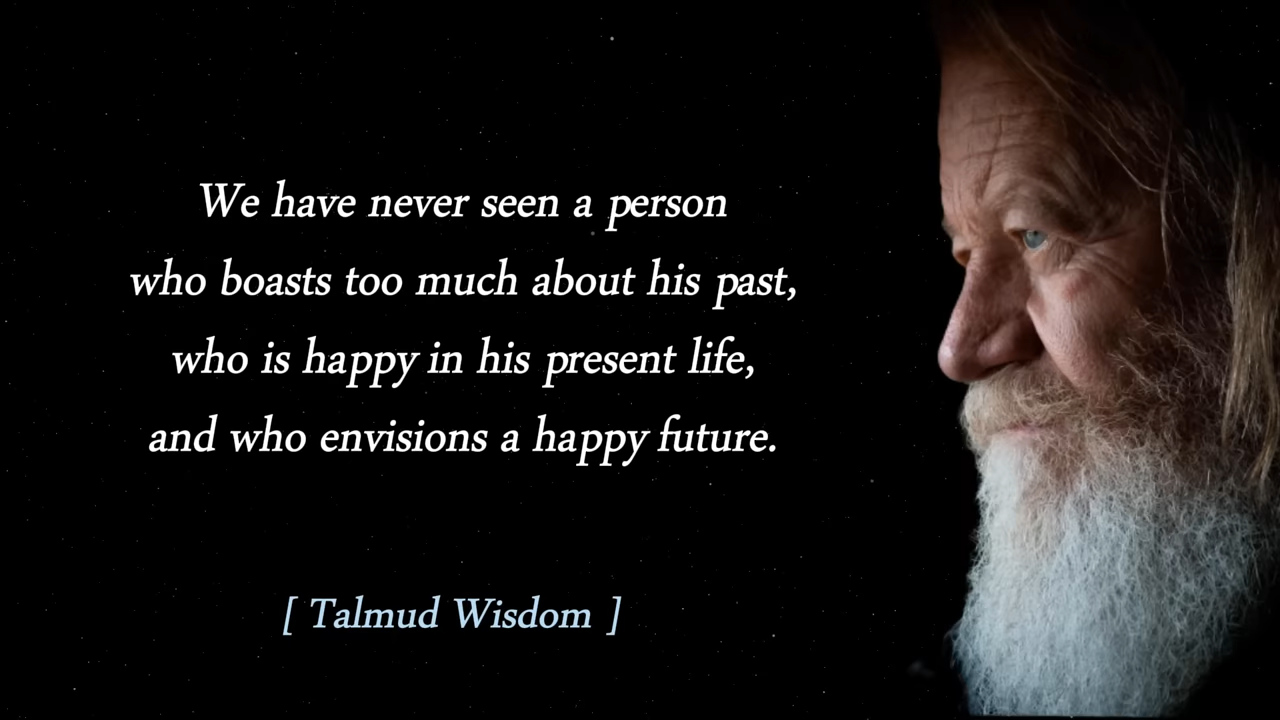 We have never seen a person
who boasts too much about his past,
who is happy in his present life,
and who envisions a happy future.
[ Talmud Wisdom ]